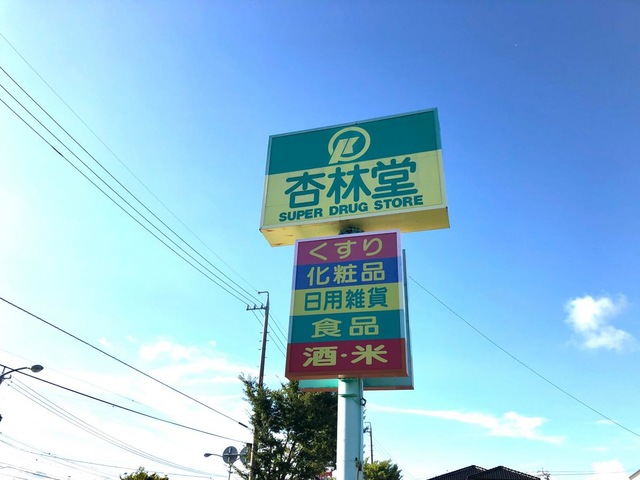 杏林堂
SUPER DRUG STORE
くすり
化粧品
日用雑貨
食品
酒・米